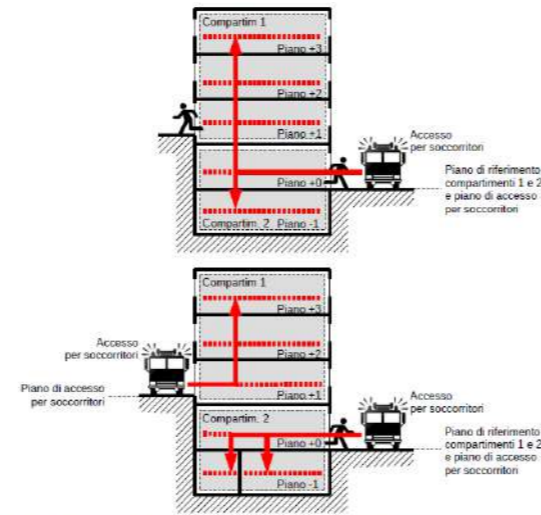 Compartim 1
Piano +3
Piano +2
Piano +1
Accesso
per soccorritori
Piano +0
Piano di riferimento
compartimenti 1 e 2
e piano di accesso
per soccorritori
Compartim. 2 Piano -1
Compartim 1
Piano +3
Accesso
per soccorritori
Piano +2
Piano di accesso
per soccorritori
Piano +1
Accesso
per soccorritori
Compartim. 2
Piano +0
Piano di riferimento
compartimenti 1 e 2
e piano di accesso
per soccorritori
Piano -1